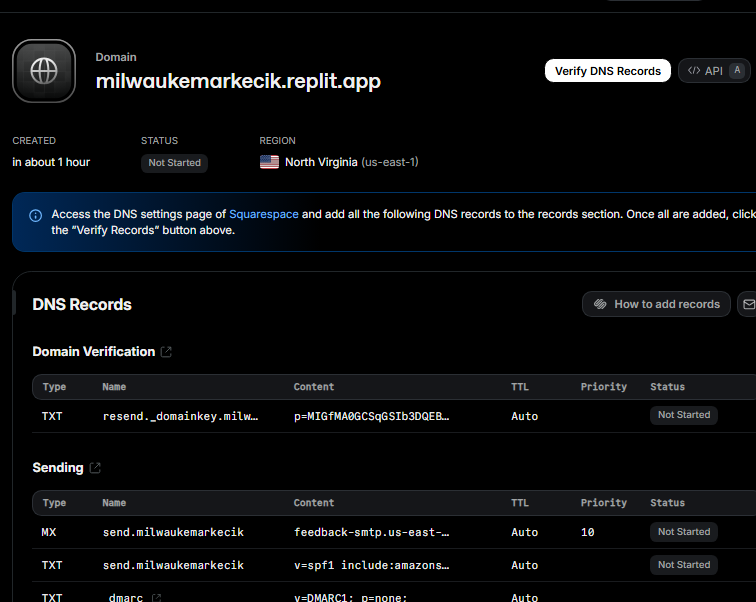 Domain
milwaukemarkecik.replit.app
Verify DNS Records
API A
CREATED STATUS REGION
in about 1 hour Not Started North Virginia (us-east-1)
Access the DNS settings page of Squarespace and add all the following DNS records to the records section. Once all are added, click
the “Verify Records” button above.
DNS Records
How to add records
Domain Verification
Type Name Content TTL Priority Status
TXT resend._domainkey.milw… p=MIGfMA0GCSqGSIb3DQEB… Auto Not Started
Sending
Type Name Content TTL Priority Status
MX send.milwaukemarkecik feedback-smtp.us-east-… Auto 10 Not Started
TXT send.milwaukemarkecik v=spf1 include:amazons… Auto Not Started
TXT _dmarc v=DMARC1; p=none; Auto